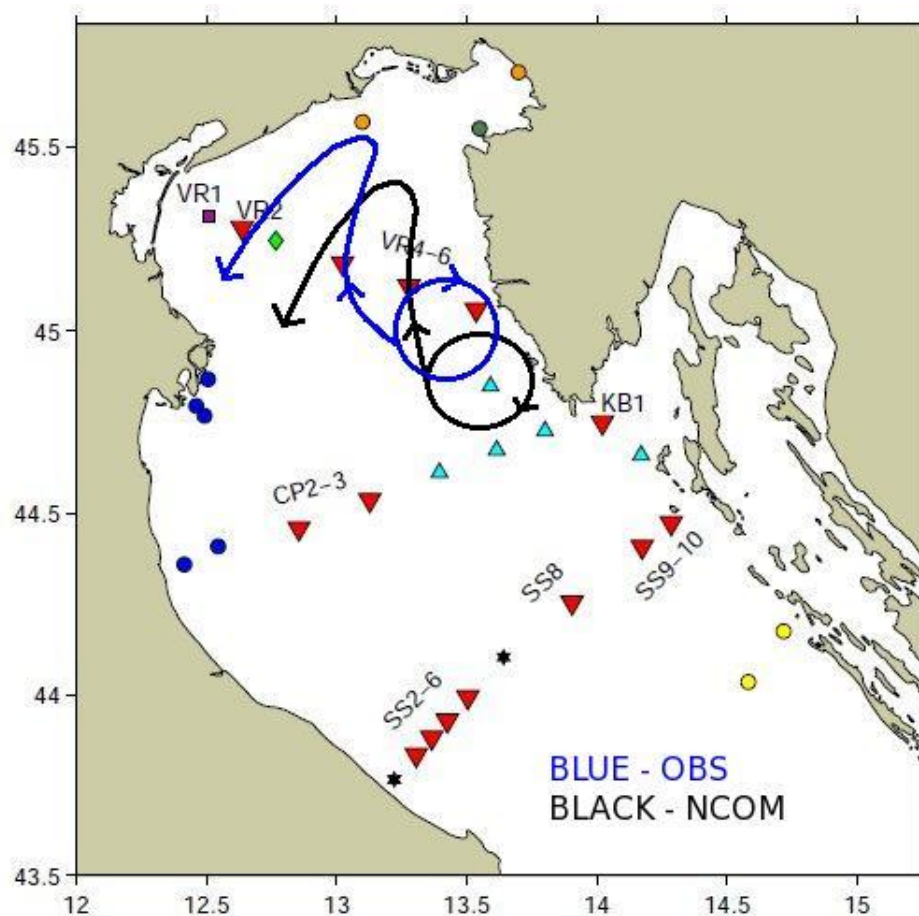 45.5
45
44.5
44
43.5
VR1
VR2
VR4-6
KB1
CP2-3
SS9-10
SS8
SS2-6
BLUE - OBS
BLACK - NCOM
12
12.5
13
13.5
14
14.5
15